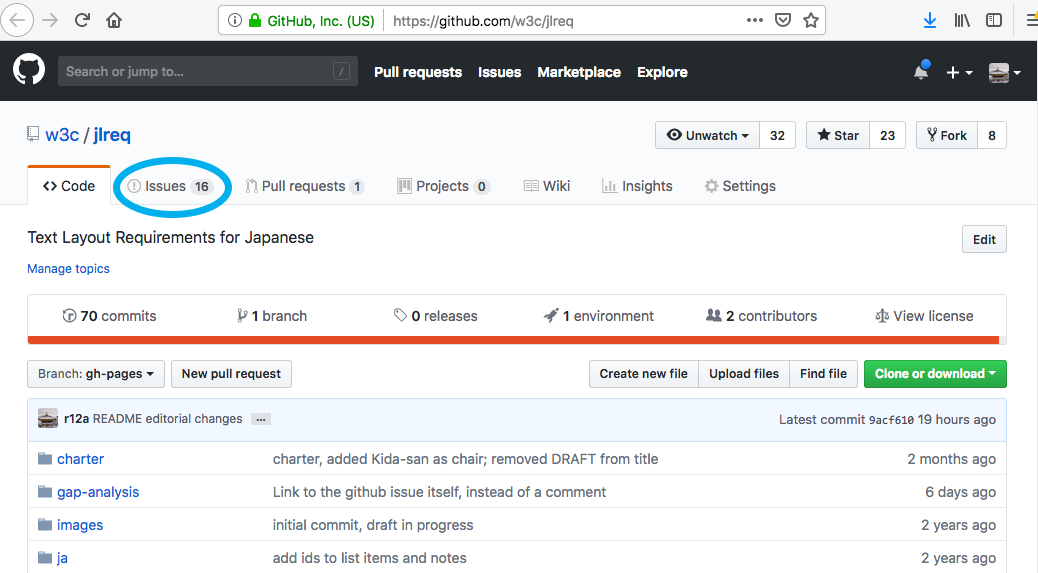 GitHub, Inc. (US) https://github.com/w3c/jlreq
Search or jump to... / Pull requests Issues Marketplace Explore
w3c / jlreq Unwatch 32 Star 23 Fork 8
Code Issues 16 Pull requests 1 Projects 0 Wiki Insights Settings
Text Layout Requirements for Japanese Edit
Manage topics
70 commits 1 branch 0 releases 1 environment 2 contributors View license
Branch: gh-pages New pull request Create new file Upload files Find file Clone or download
r12a README editorial changes ... Latest commit 9acf610 19 hours ago
charter charter, added Kida-san as chair; removed DRAFT from title 2 months ago
gap-analysis Link to the github issue itself, instead of a comment 6 days ago
images initial commit, draft in progress 2 years ago
ja add ids to list items and notes 2 years ago